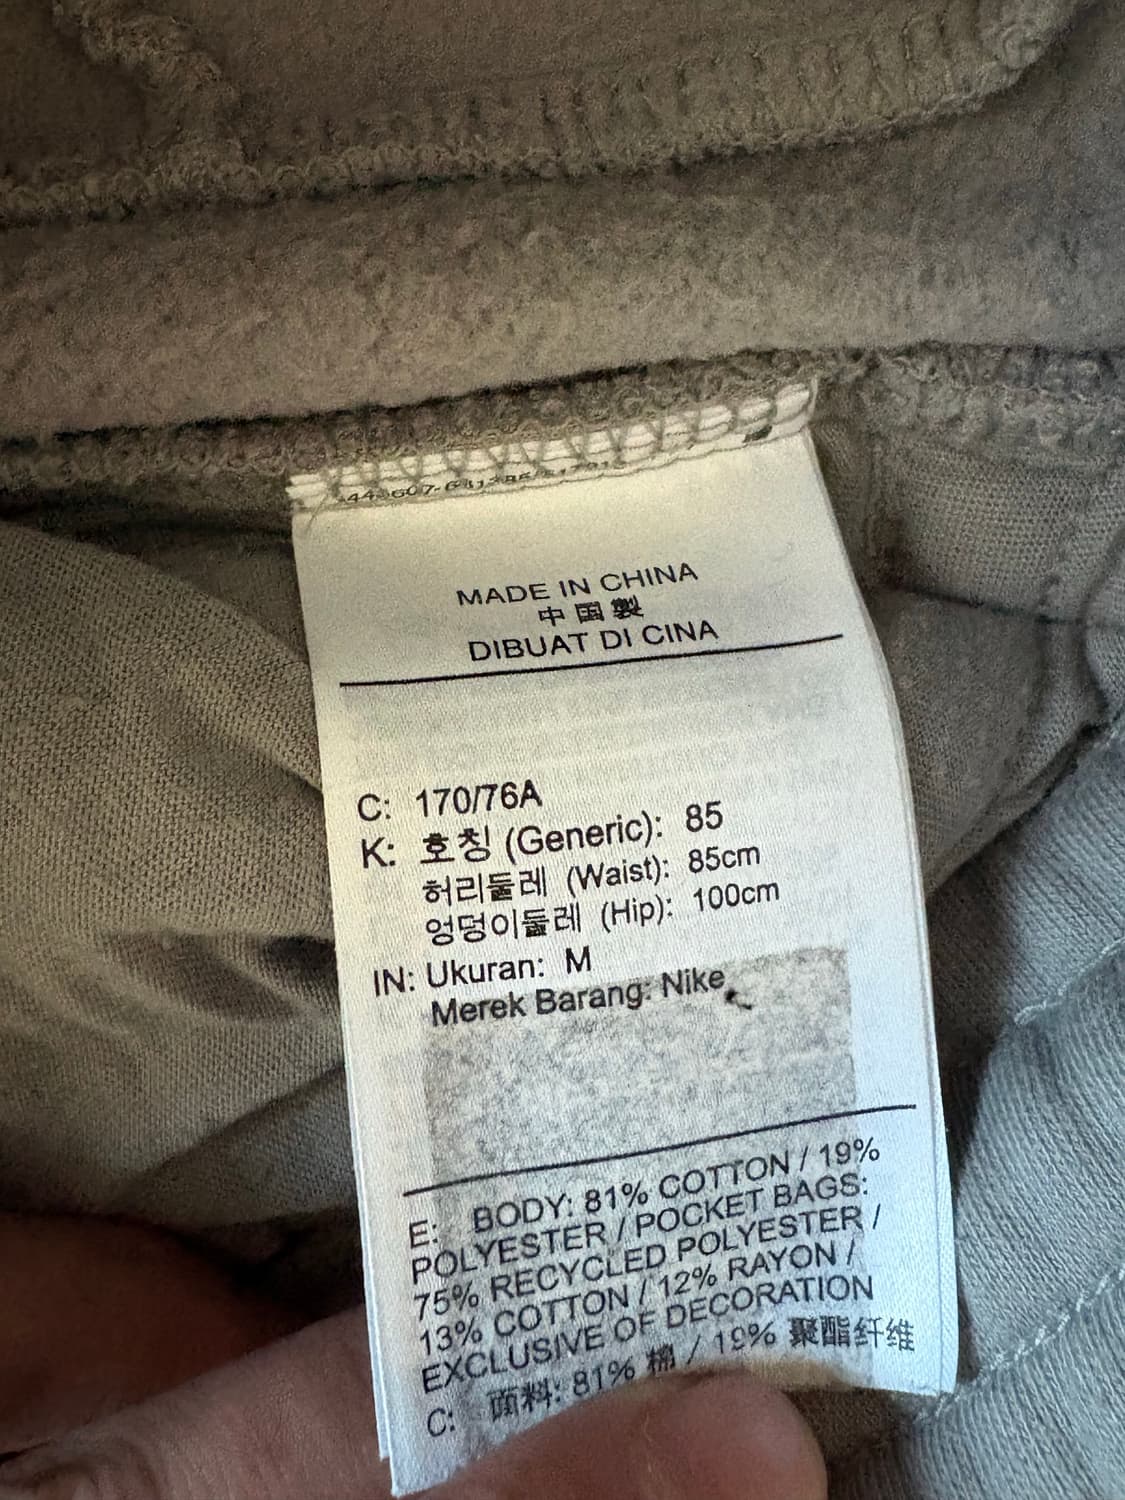 MADE IN CHINA
中国製
DIBUAT DI CINA
C: 170/76A
K: 호칭 (Generic): 85
허리둘레 (Waist): 85cm
엉덩이둘레 (Hip): 100cm
IN: Ukuran: M
Merek Barang: Nike
E: BODY: 81% COTTON / 19%
POLYESTER / POCKET BAGS:
75% RECYCLED POLYESTER /
13% COTTON / 12% RAYON /
EXCLUSIVE OF DECORATION
C: 面料: 81% 棉 / 19% 聚酯纤维